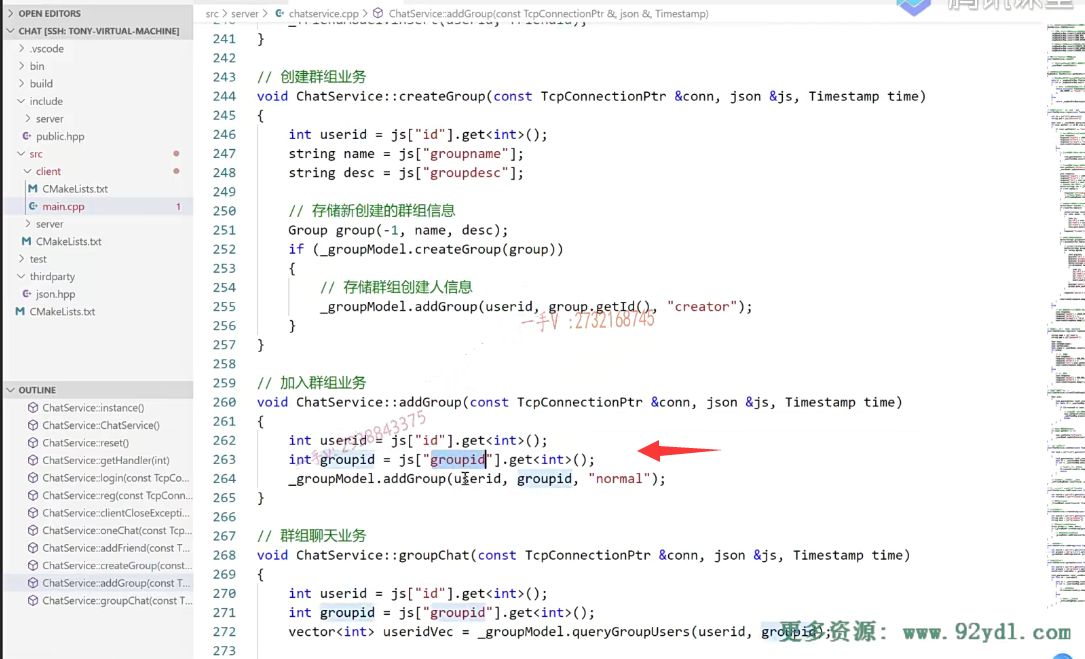 OPEN EDITORS
CHAT [SSH: TONY-VIRTUAL-MACHINE]
.vscode
bin
build
include
server
public.hpp
src
client
CMakeLists.txt
main.cpp 1
server
CMakeLists.txt
test
thirdparty
json.hpp
CMakeLists.txt
OUTLINE
ChatService::instance()
ChatService::ChatService()
ChatService::reset()
ChatService::getHandler(int)
ChatService::login(const TcpCo...
ChatService::reg(const TcpConn...
ChatService::clientCloseExcepti...
ChatService::oneChat(const Tcp...
ChatService::addFriend(const T...
ChatService::createGroup(const...
ChatService::addGroup(const T...
ChatService::groupChat(const T...
src > server > chatservice.cpp > ChatService::addGroup(const TcpConnectionPtr &, json &, Timestamp)
腾讯课堂
240 _friendModel.insert(userid, friendid);
241 }
242
243 // 创建群组业务
244 void ChatService::createGroup(const TcpConnectionPtr &conn, json &js, Timestamp time)
245 {
246 int userid = js["id"].get<int>();
247 string name = js["groupname"];
248 string desc = js["groupdesc"];
249
250 // 存储新创建的群组信息
251 Group group(-1, name, desc);
252 if (_groupModel.createGroup(group))
253 {
254 // 存储群组创建人信息
255 _groupModel.addGroup(userid, group.getId(), "creator");
256 }
一手V :2732168745
257 }
258
259 // 加入群组业务
260 void ChatService::addGroup(const TcpConnectionPtr &conn, json &js, Timestamp time)
261 {
262 int userid = js["id"].get<int>();
263 int groupid = js["groupid"].get<int>();
264 _groupModel.addGroup(userid, groupid, "normal");
265 }
266
267 // 群组聊天业务
268 void ChatService::groupChat(const TcpConnectionPtr &conn, json &js, Timestamp time)
269 {
270 int userid = js["id"].get<int>();
271 int groupid = js["groupid"].get<int>();
272 vector<int> useridVec = _groupModel.queryGroupUsers(userid, groupid);
273
更多资源: www.92ydl.com